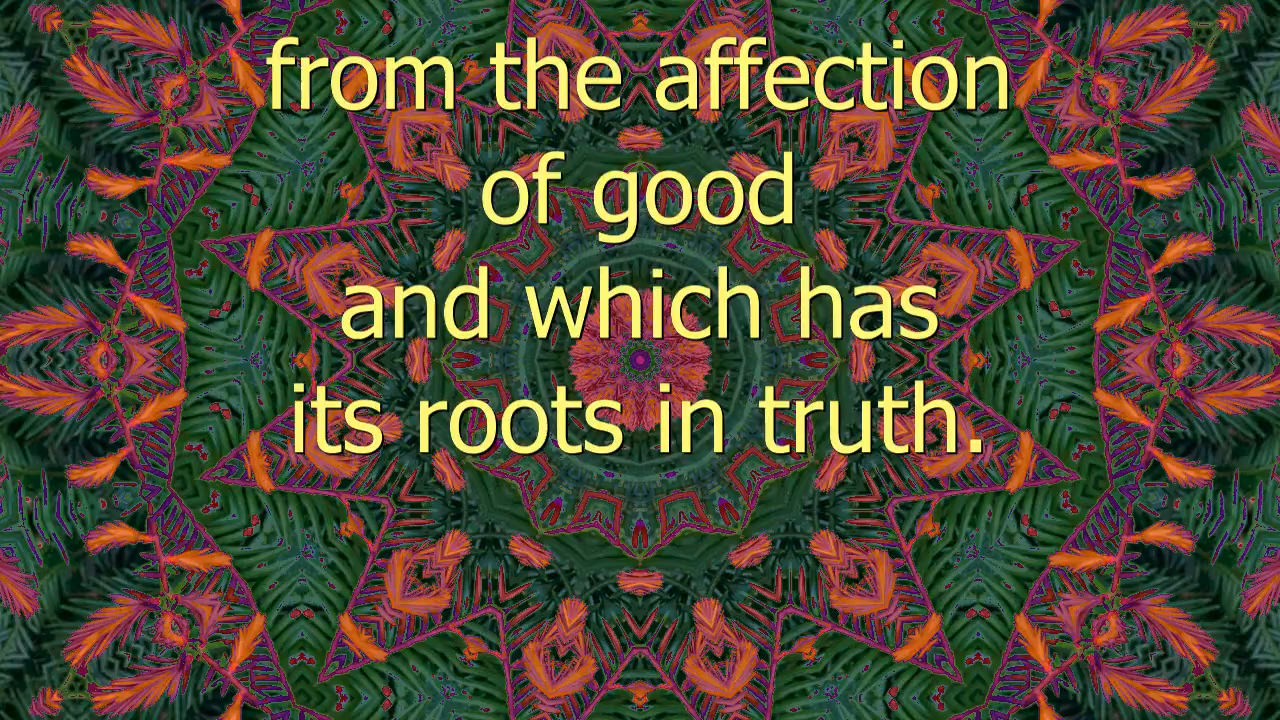 from the affection
of good
and which has
its roots in truth.